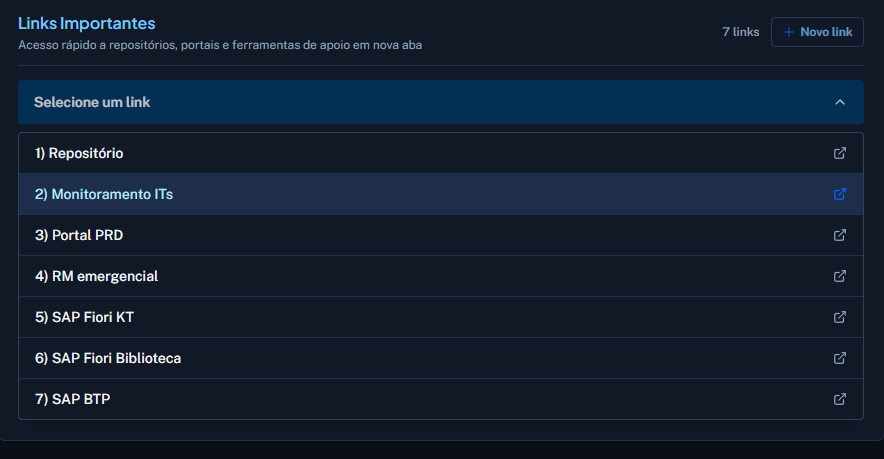 Links Importantes
Acesso rápido a repositórios, portais e ferramentas de apoio em nova aba
7 links
+ Novo link
Selecione um link
1) Repositório
2) Monitoramento ITs
3) Portal PRD
4) RM emergencial
5) SAP Fiori KT
6) SAP Fiori Biblioteca
7) SAP BTP